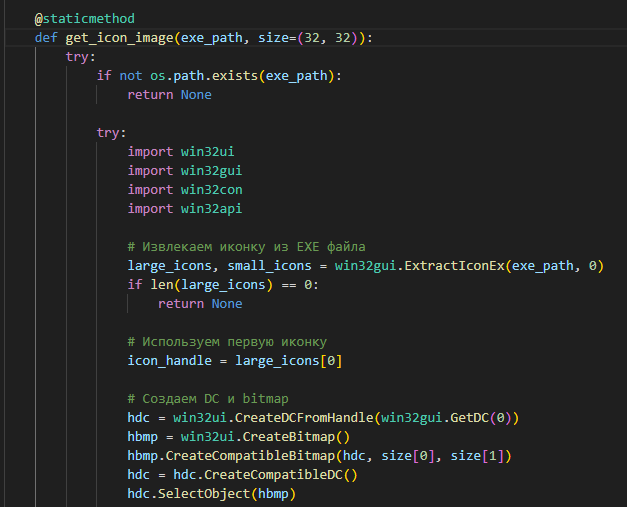 @staticmethod
def get_icon_image(exe_path, size=(32, 32)):
    try:
        if not os.path.exists(exe_path):
            return None

        try:
            import win32ui
            import win32gui
            import win32con
            import win32api

            # Извлекаем иконку из EXE файла
            large_icons, small_icons = win32gui.ExtractIconEx(exe_path, 0)
            if len(large_icons) == 0:
                return None

            # Используем первую иконку
            icon_handle = large_icons[0]

            # Создаем DC и bitmap
            hdc = win32ui.CreateDCFromHandle(win32gui.GetDC(0))
            hbmp = win32ui.CreateBitmap()
            hbmp.CreateCompatibleBitmap(hdc, size[0], size[1])
            hdc = hdc.CreateCompatibleDC()
            hdc.SelectObject(hbmp)